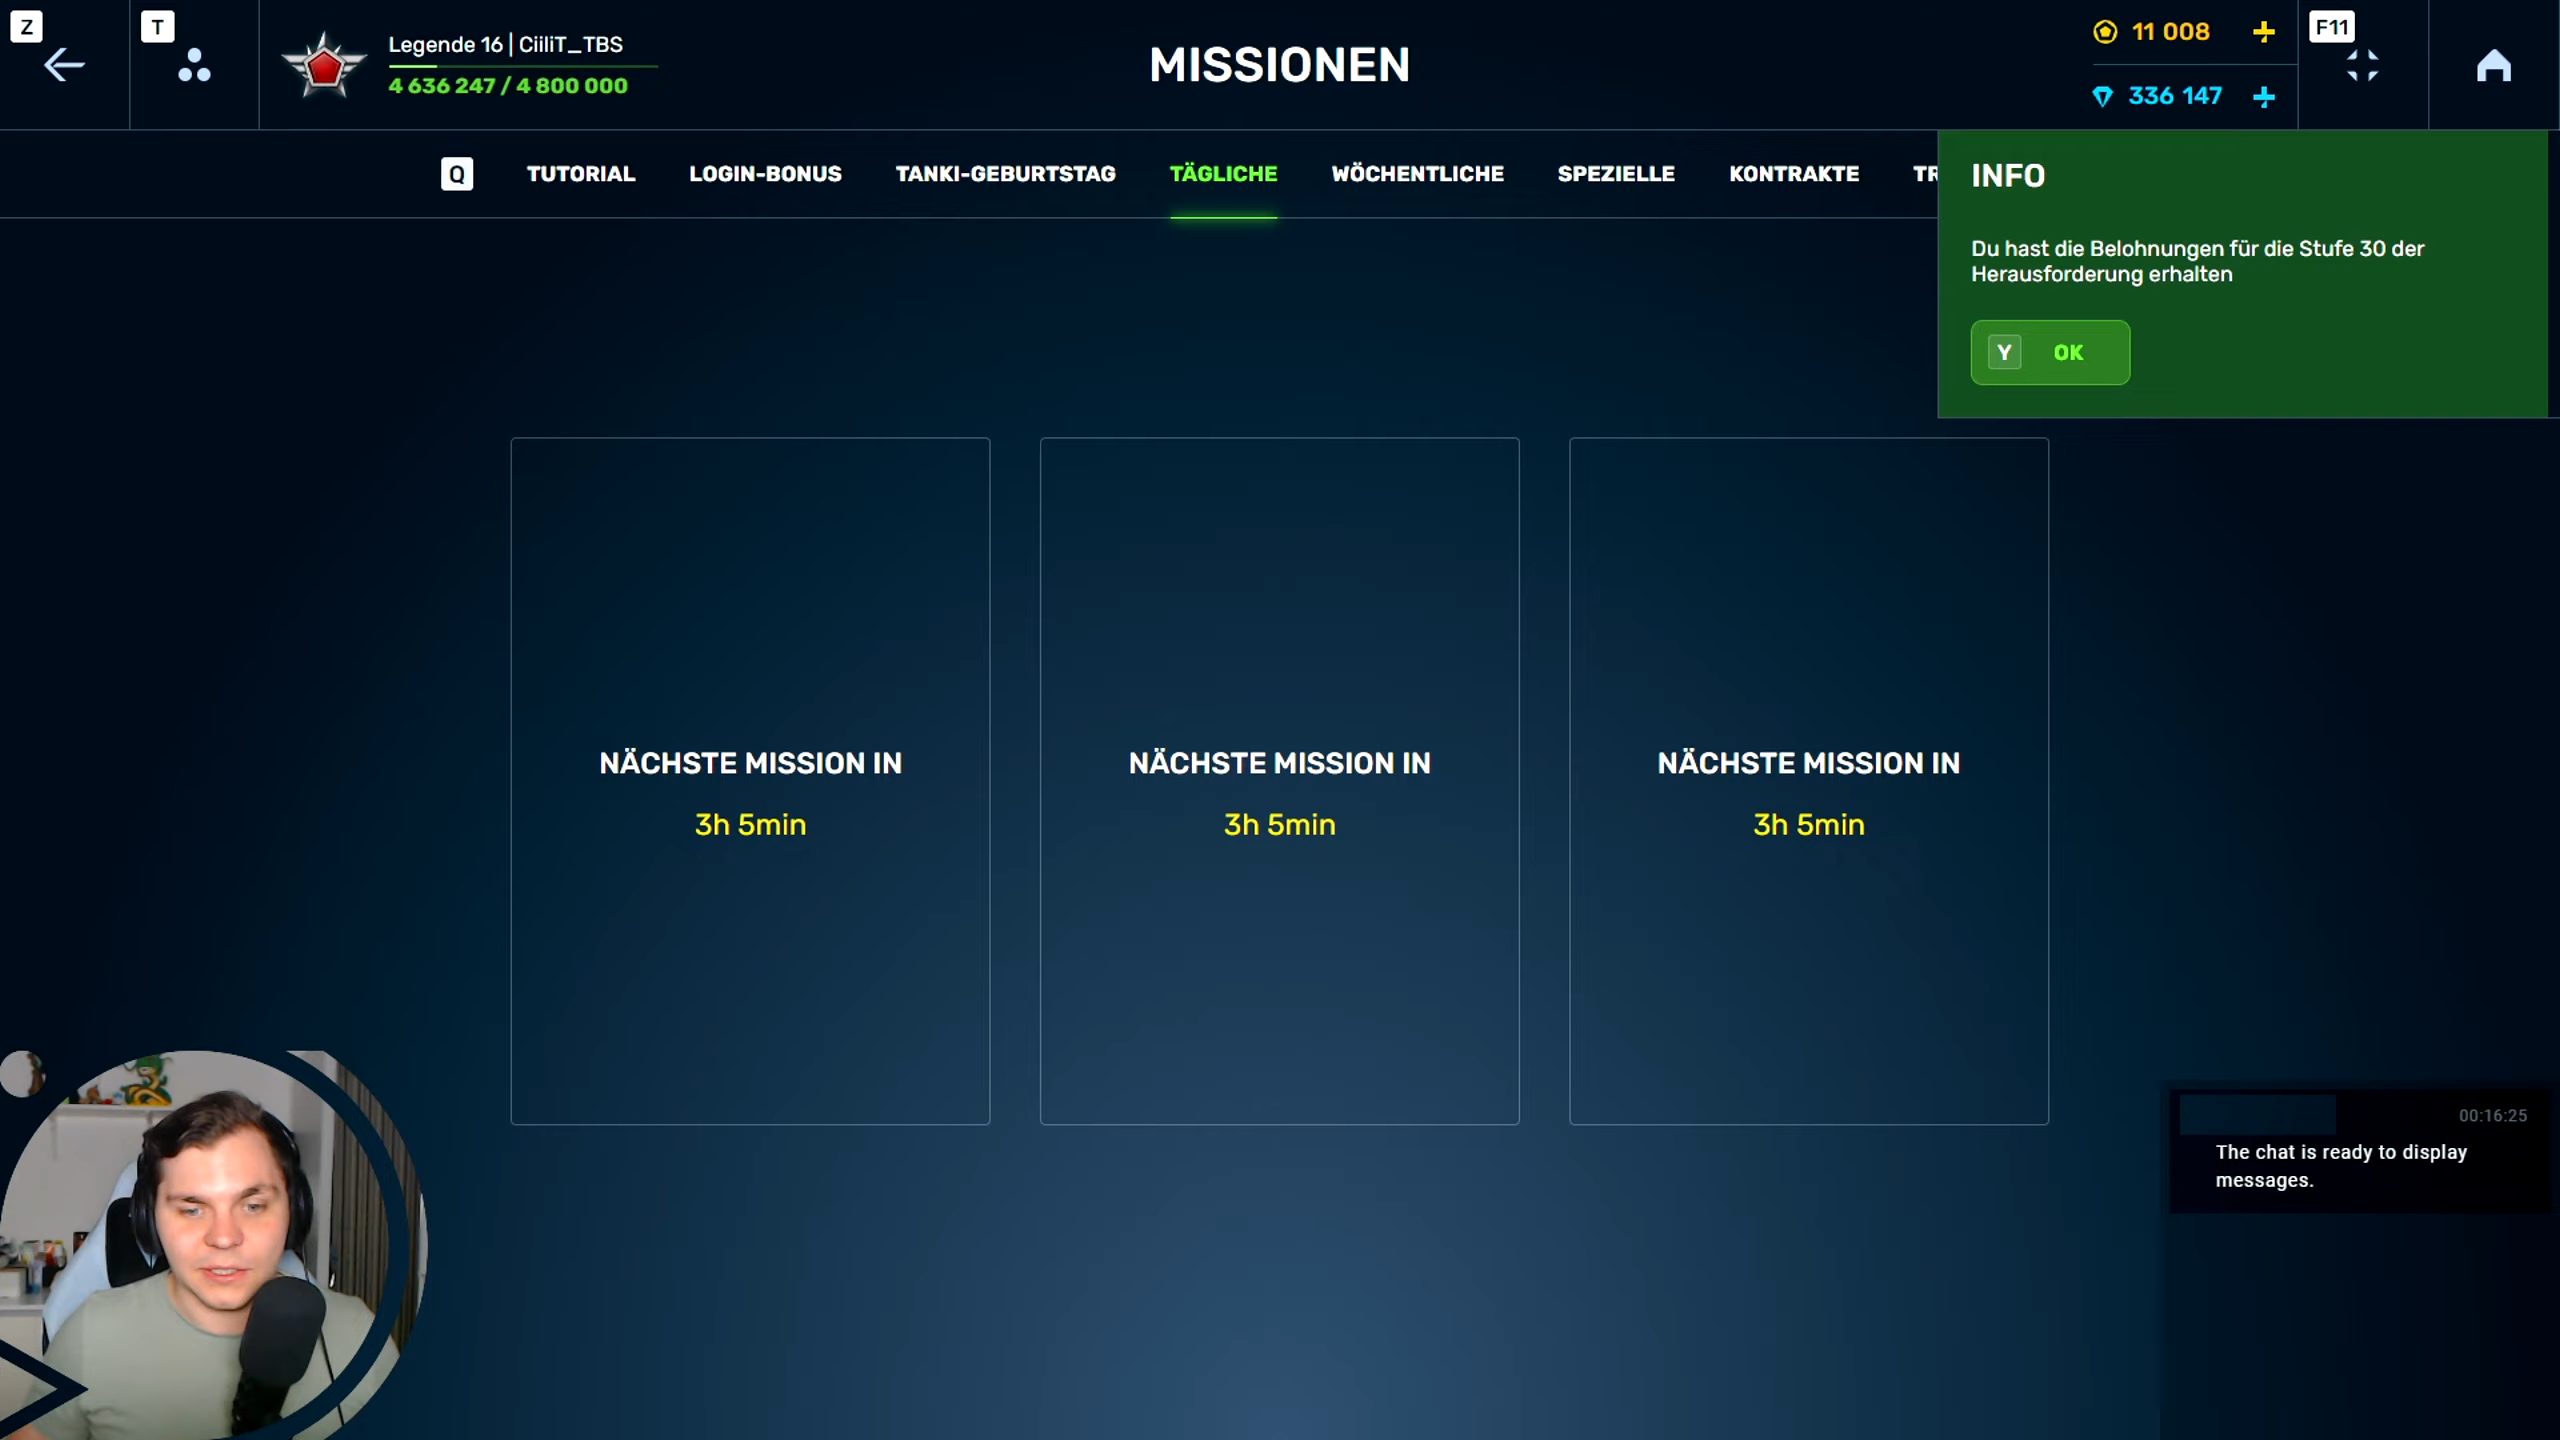 Z
T
Legende 16 | CiiliT_TBS
4 636 247 / 4 800 000
MISSIONEN
11 008
336 147
F11
Q
TUTORIAL
LOGIN-BONUS
TANKI-GEBURTSTAG
TÄGLICHE
WÖCHENTLICHE
SPEZIELLE
KONTRAKTE
TR
INFO
Du hast die Belohnungen für die Stufe 30 der
Herausforderung erhalten
Y
OK
NÄCHSTE MISSION IN
3h 5min
NÄCHSTE MISSION IN
3h 5min
NÄCHSTE MISSION IN
3h 5min
00:16:25
The chat is ready to display
messages.